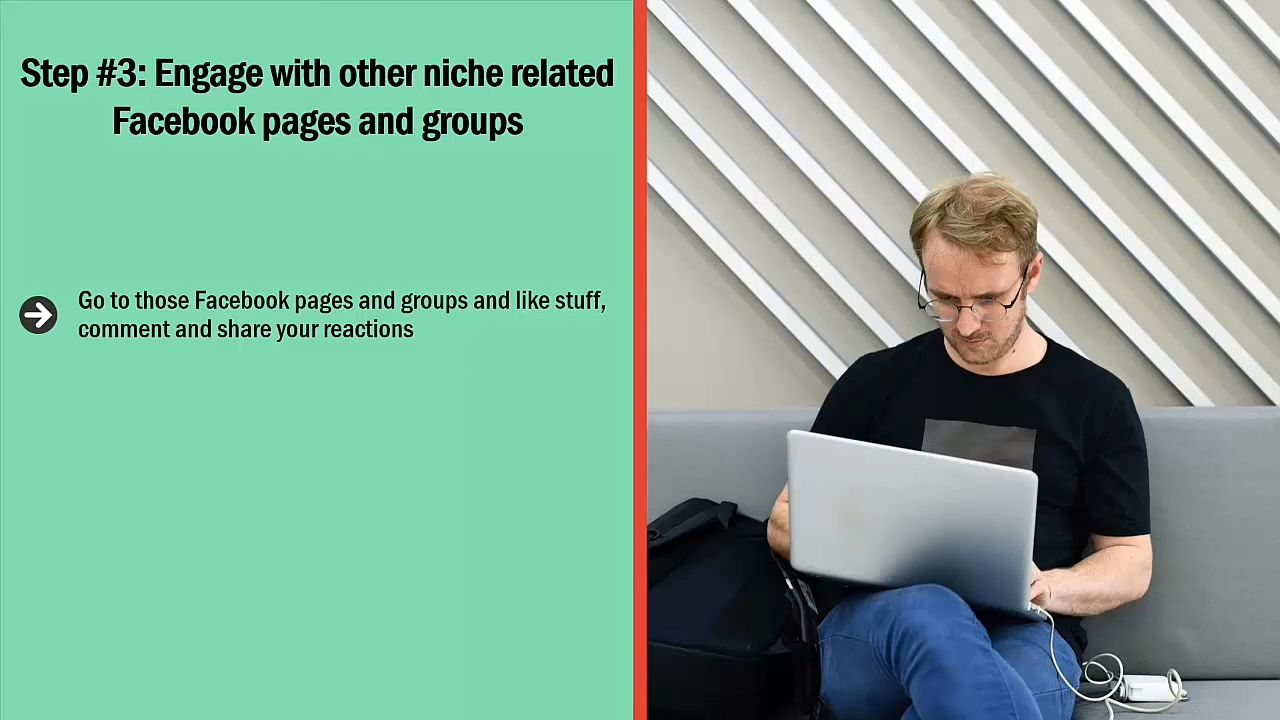 Step #3: Engage with other niche related
Facebook pages and groups
Go to those Facebook pages and groups and like stuff,
comment and share your reactions